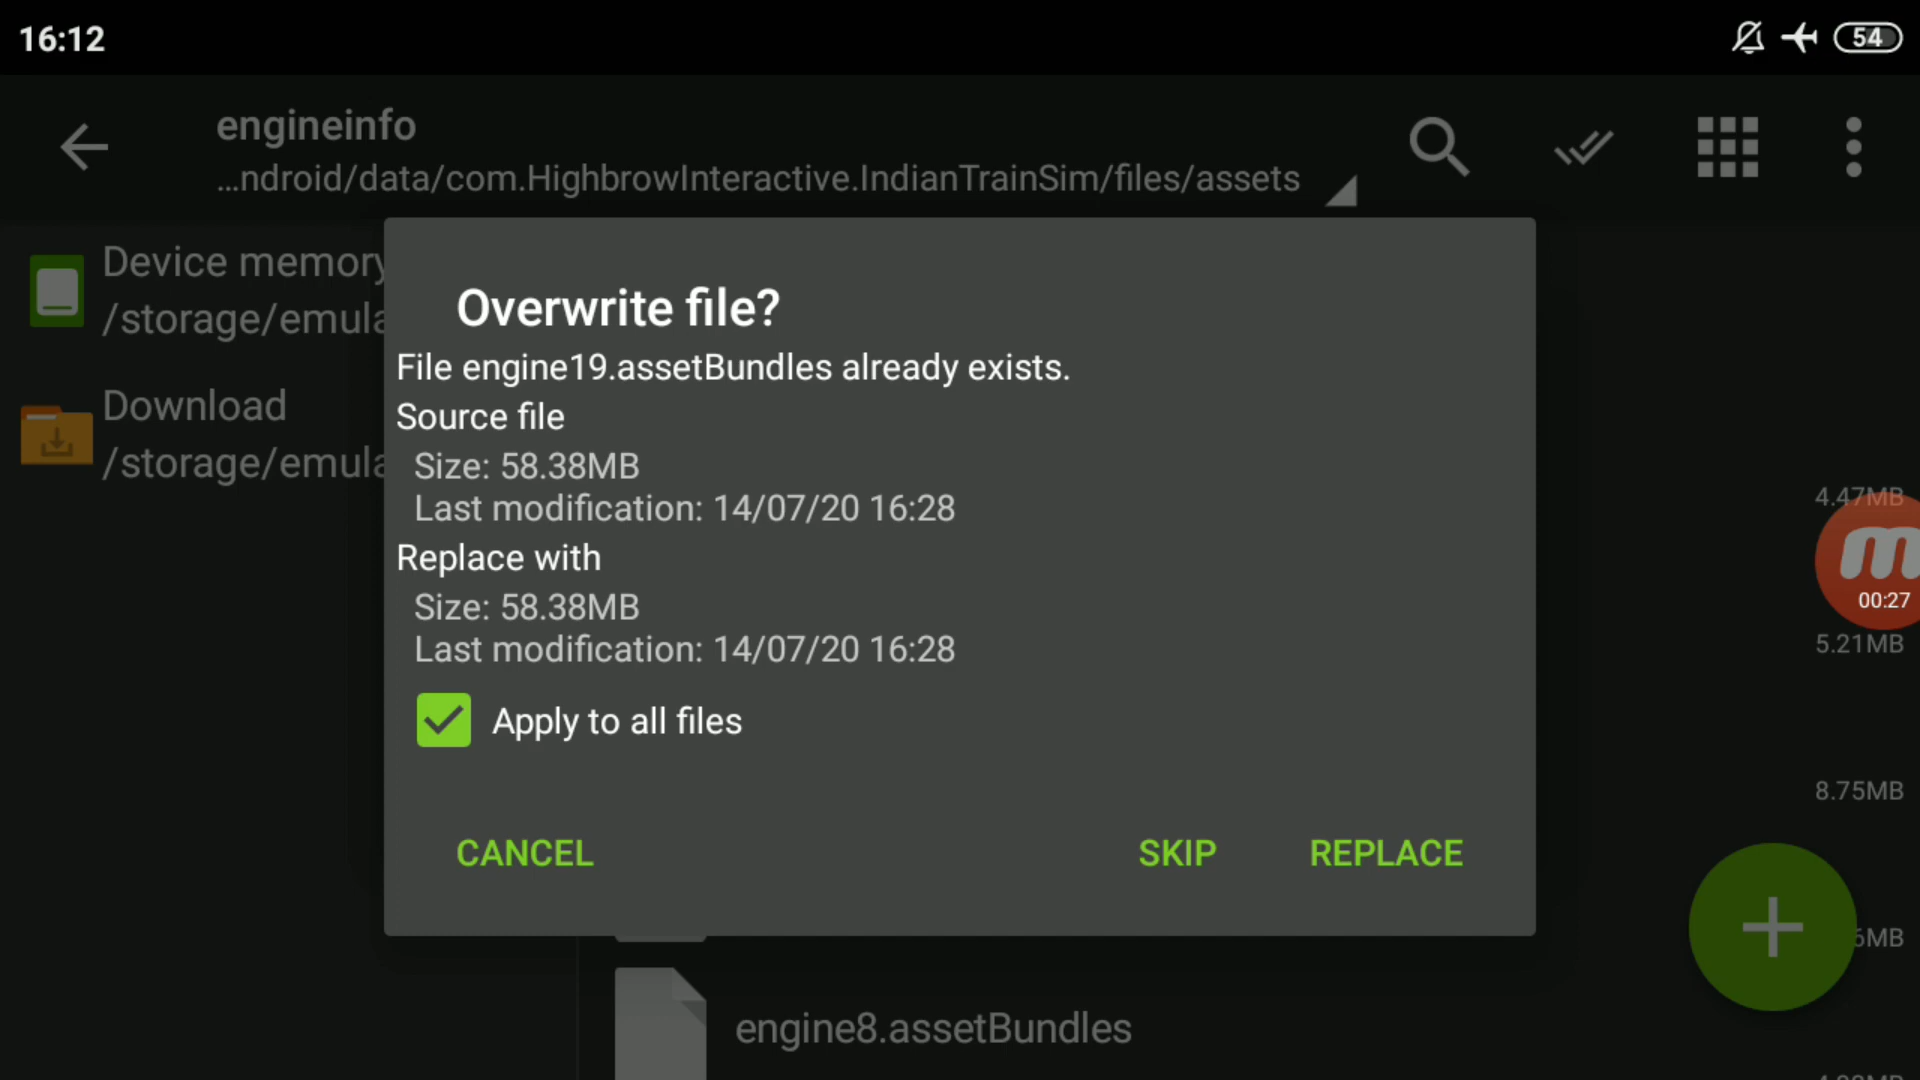 16:12
54
engineinfo
...ndroid/data/com.HighbrowInteractive.IndianTrainSim/files/assets
Device memory
/storage/emula
Download
/storage/emula
Overwrite file?
File engine19.assetBundles already exists.
Source file
Size: 58.38MB
Last modification: 14/07/20 16:28
Replace with
Size: 58.38MB
Last modification: 14/07/20 16:28
Apply to all files
CANCEL
SKIP
REPLACE
4.47MB
00:27
5.21MB
8.75MB
6MB
engine8.assetBundles